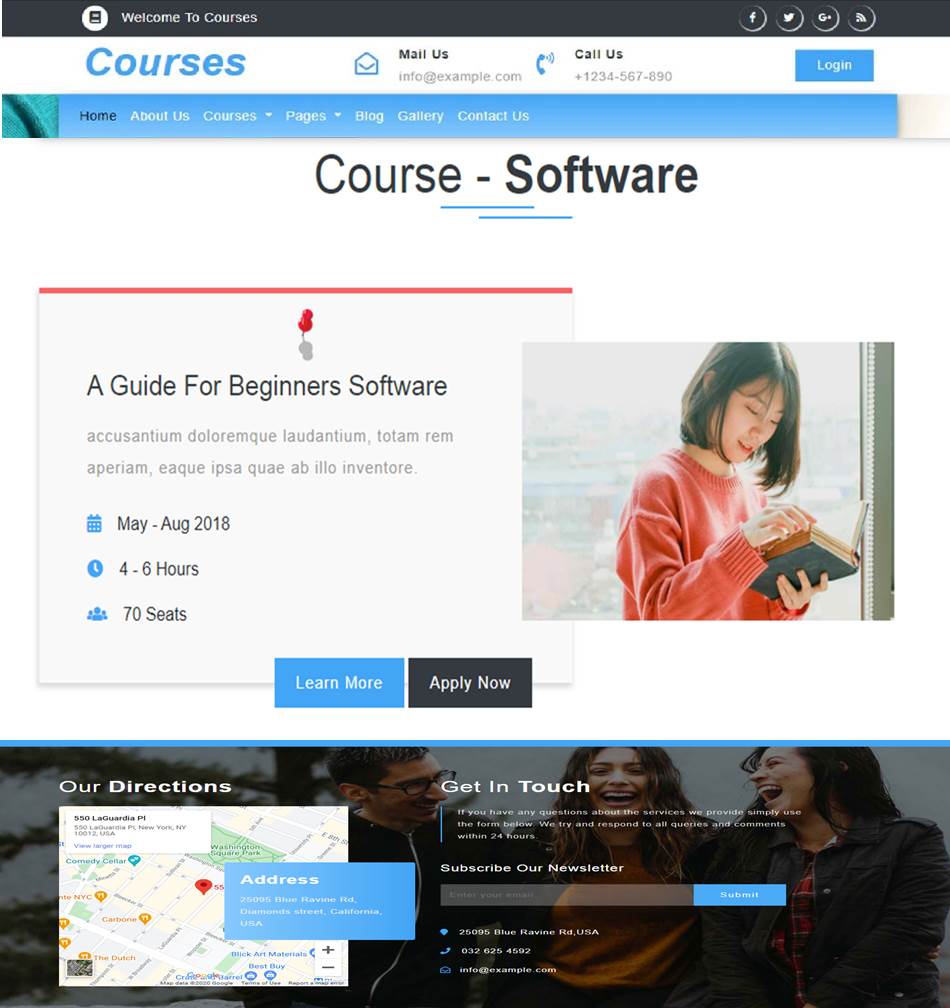 Welcome To Courses
Courses
Mail Us
info@example.com
Call Us
+1234-567-890
Login
Home About Us Courses Pages Blog Gallery Contact Us
Course - Software
A Guide For Beginners Software
accusantium doloremque laudantium, totam rem
aperiam, eaque ipsa quae ab illo inventore.
May - Aug 2018
4 - 6 Hours
70 Seats
Learn More Apply Now
Our Directions
550 LaGuardia Pl
550 LaGuardia Pl, New York, NY
10012, USA
View larger map
Washington
Square Park
E 8th St
Comedy Cellar
Carbone
The Dutch
Blick Art Materials
Best Buy
Crate and Barrel
Google
Map data ©2020 Google Terms of Use Report a map error
Address
25095 Blue Ravine Rd,
Diamonds street, California,
USA
Get In Touch
If you have any questions about the services we provide simply use
the form below. We try and respond to all queries and comments
within 24 hours.
Subscribe Our Newsletter
Enter your email...
Submit
25095 Blue Ravine Rd,USA
032 625 4592
info@example.com